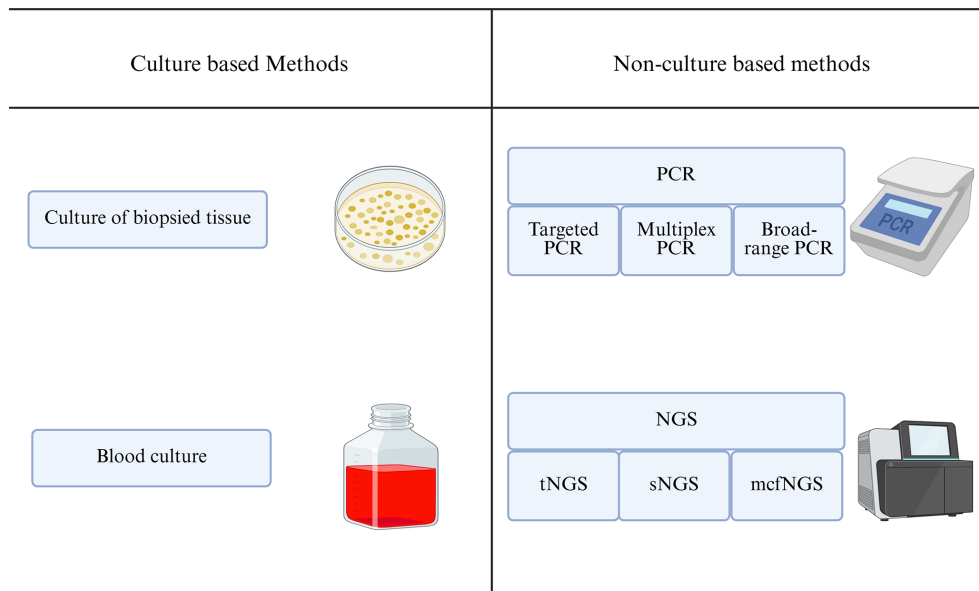 Culture based Methods
Non-culture based methods
Culture of biopsied tissue
PCR
Targeted
PCR
Multiplex
PCR
Broad-
range PCR
PCR
Blood culture
NGS
tNGS
sNGS
mcfNGS